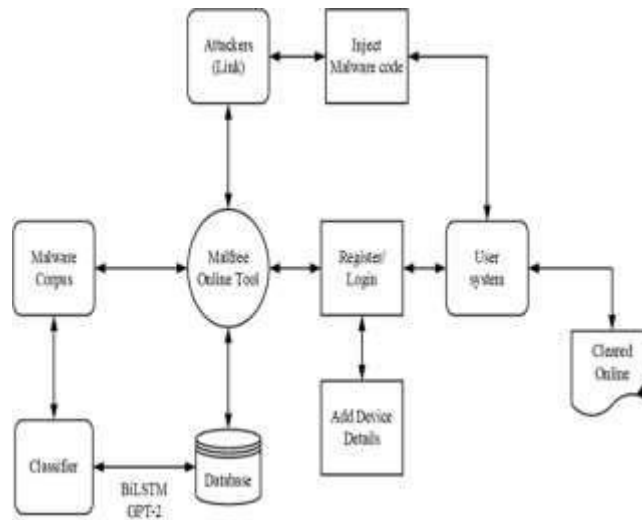 Attackers
(Link)
Inject
Malware code
Malware
Corpus
Malfree
Online Tool
Register/
Login
User
system
Cleared
Online
Add Device
Details
Classifier
BiLSTM
GPT-2
Database